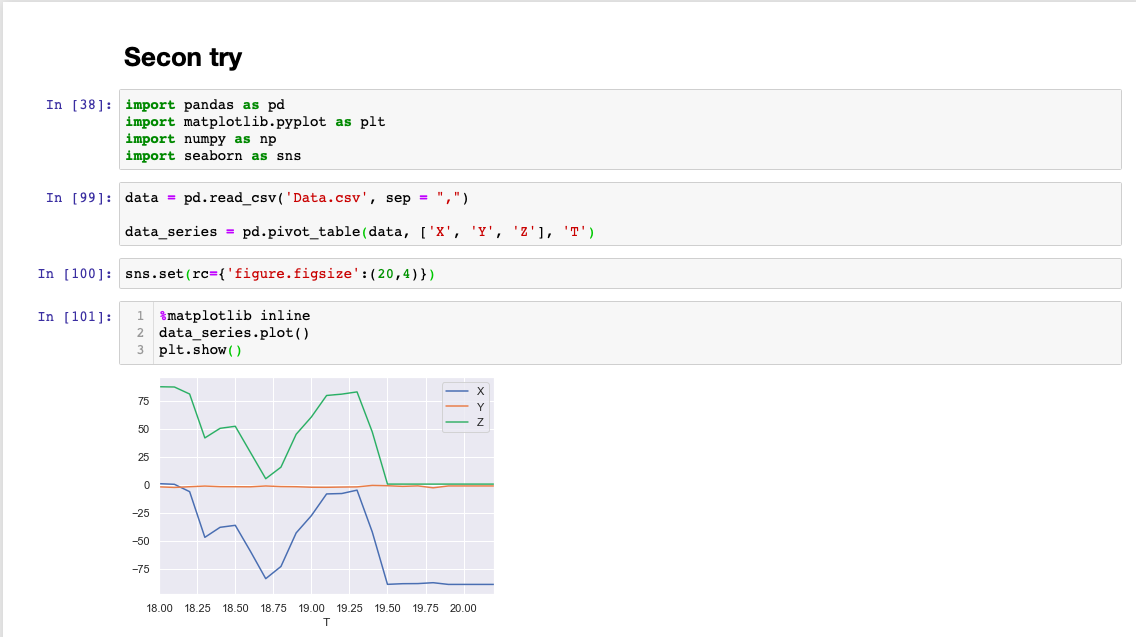 Secon try
In [38]:
import pandas as pd
import matplotlib.pyplot as plt
import numpy as np
import seaborn as sns
In [99]:
data = pd.read_csv('Data.csv', sep = ",")
data_series = pd.pivot_table(data, ['X', 'Y', 'Z'], 'T')
In [100]:
sns.set(rc={'figure.figsize':(20,4)})
In [101]:
1 %matplotlib inline
2 data_series.plot()
3 plt.show()
X
Y
Z
75
50
25
0
−25
−50
−75
18.00 18.25 18.50 18.75 19.00 19.25 19.50 19.75 20.00
T